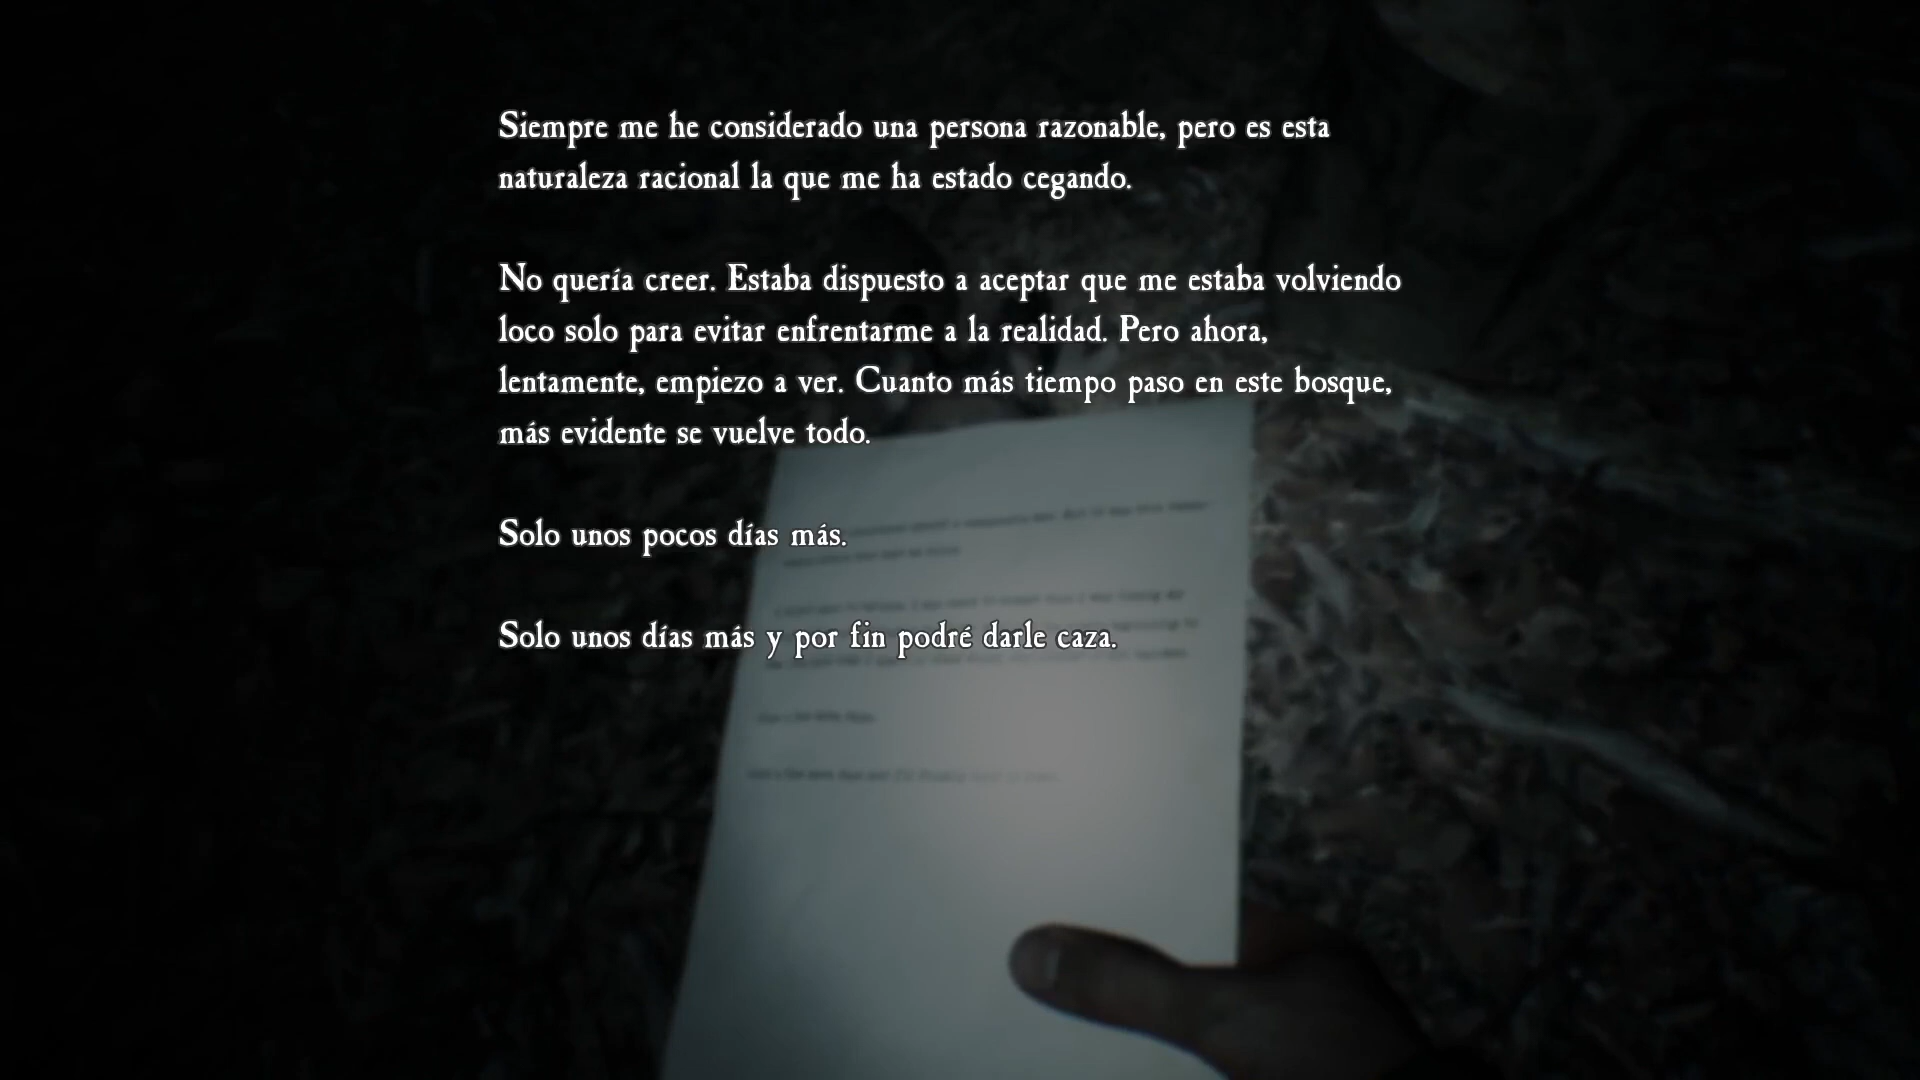 Siempre me he considerado una persona razonable, pero es esta
naturaleza racional la que me ha estado cegando.
No quería creer. Estaba dispuesto a aceptar que me estaba volviendo
loco solo para evitar enfrentarme a la realidad. Pero ahora,
lentamente, empiezo a ver. Cuanto más tiempo paso en este bosque,
más evidente se vuelve todo.
Solo unos pocos días más.
Solo unos días más y por fin podré darle caza.